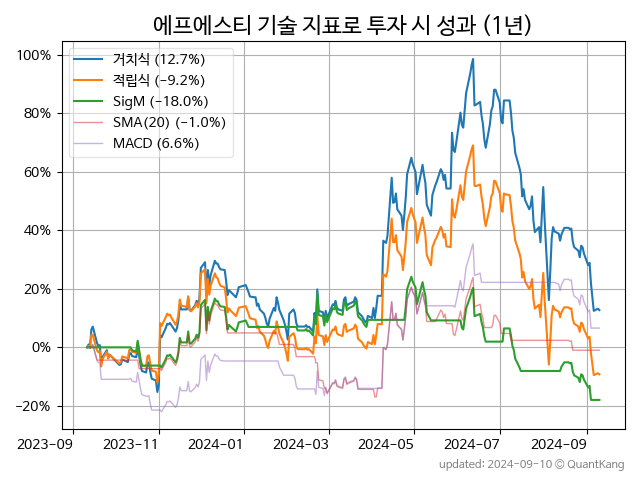 에프에스티 기술 지표로 투자 시 성과 (1년)
거치식 (12.7%)
적립식 (−9.2%)
SigM (−18.0%)
SMA(20) (−1.0%)
MACD (6.6%)
100%
80%
60%
40%
20%
0%
−20%
2023-09 2023-11 2024-01 2024-03 2024-05 2024-07 2024-09
updated: 2024-09-10 © QuantKang